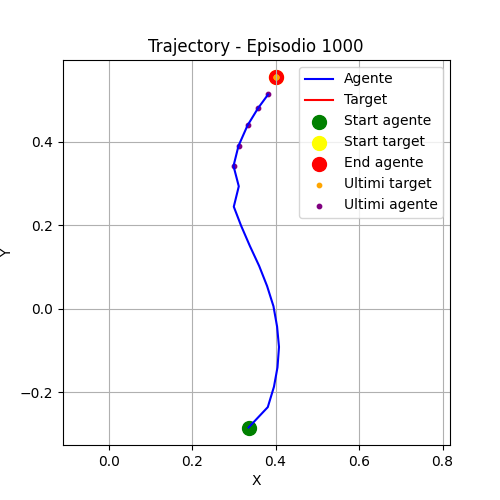 Trajectory - Episodio 1000
Agente
Target
Start agente
Start target
End agente
Ultimi target
Ultimi agente
Y
0.4
0.2
0.0
−0.2
0.0
0.2
0.4
0.6
0.8
X